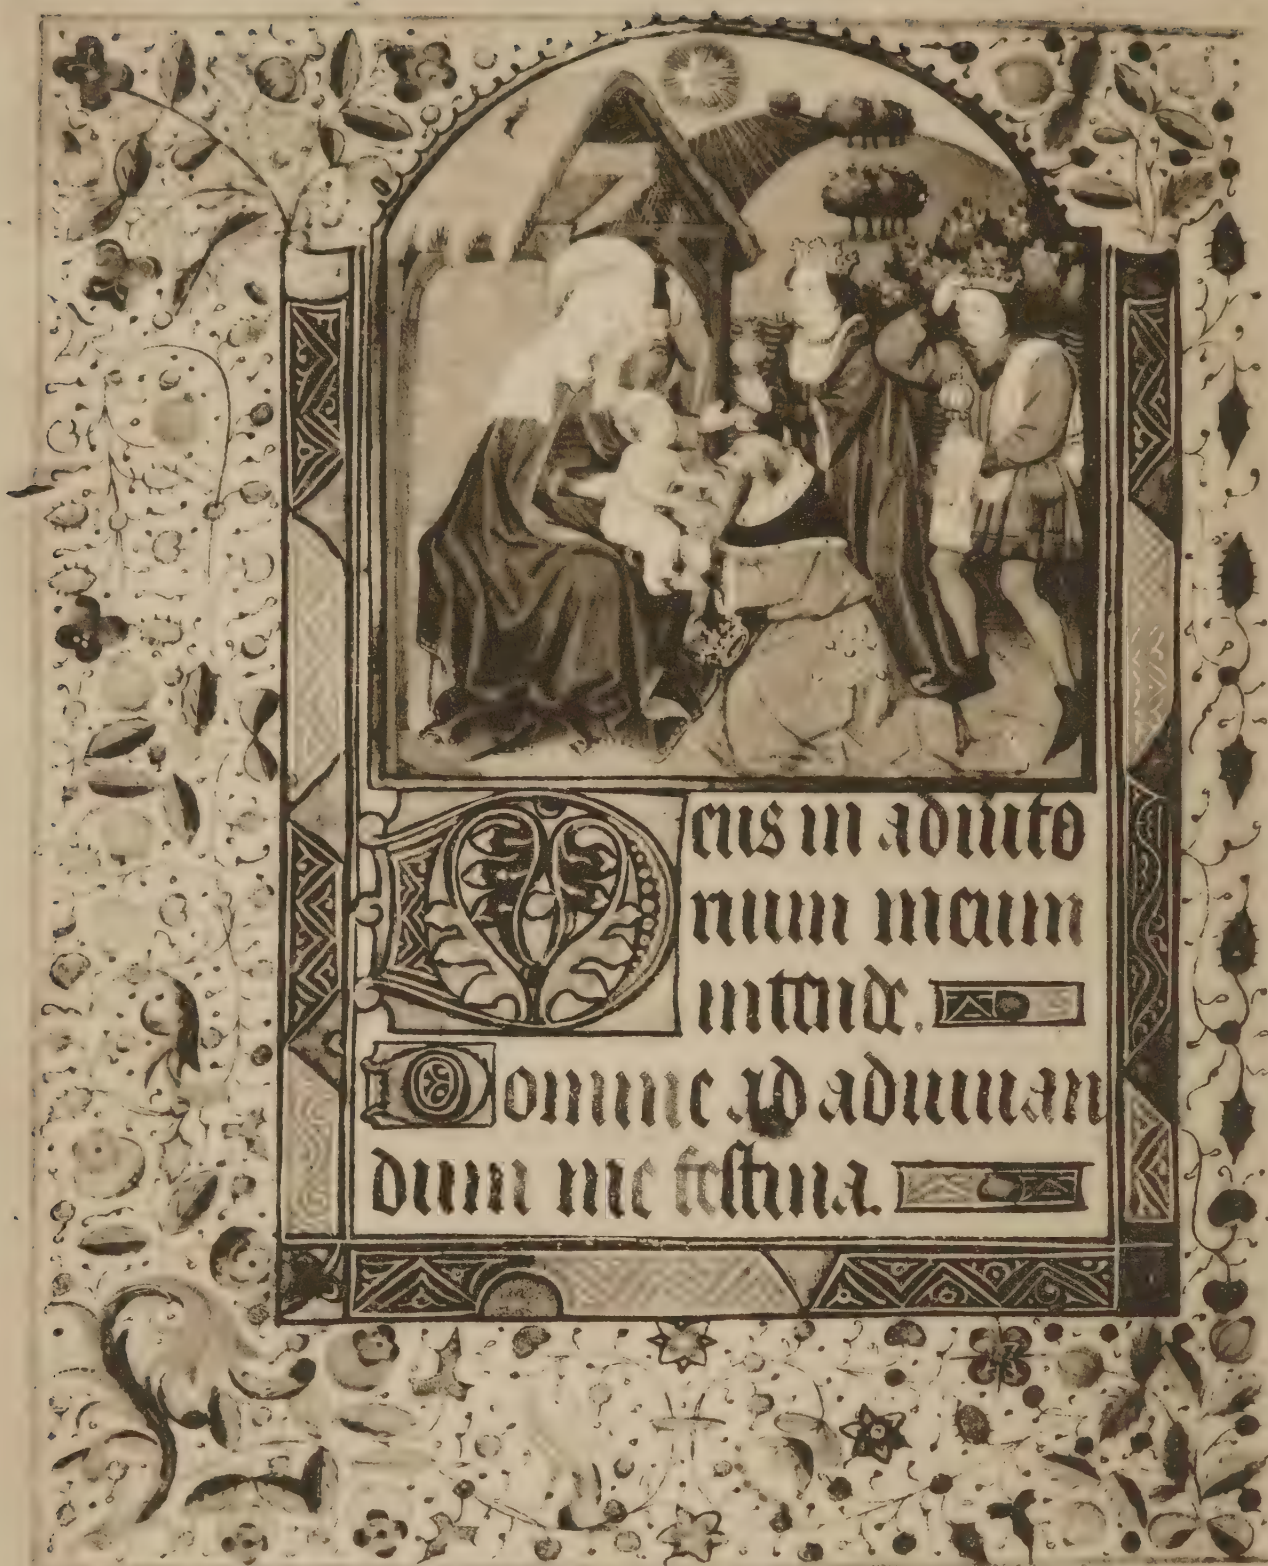 Deus in adiuto
rium meum
intende.
Domine ad adiuuan
dum me festina.